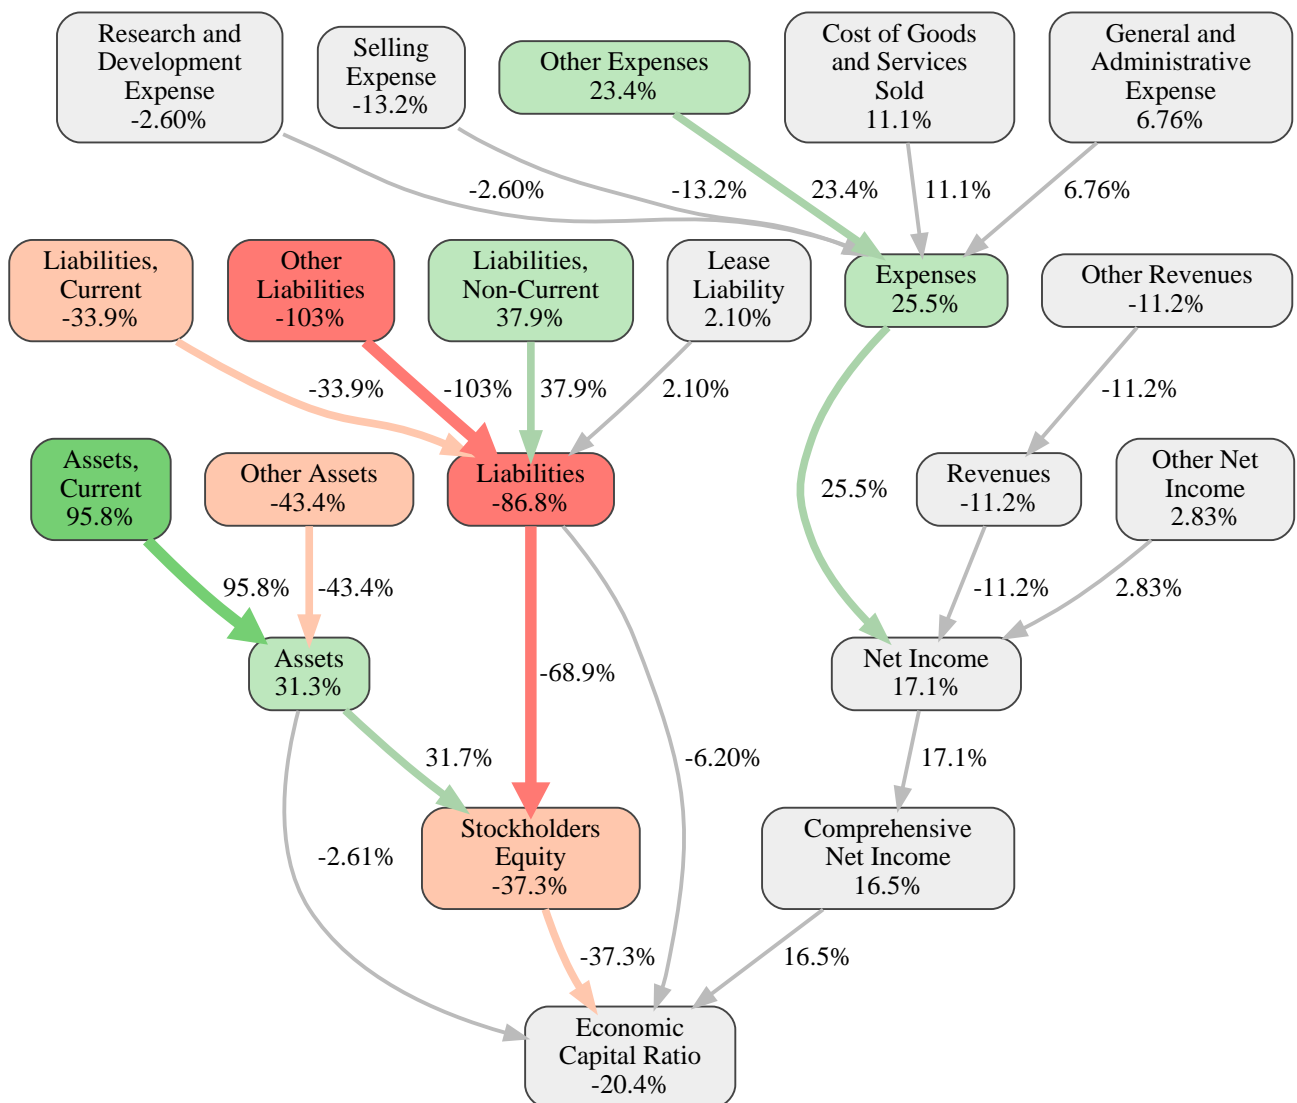 Research and
Development
Expense
-2.60%
Selling
Expense
-13.2%
Other Expenses
23.4%
Cost of Goods
and Services
Sold
11.1%
General and
Administrative
Expense
6.76%
-2.60%
-13.2%
23.4%
11.1%
6.76%
Liabilities,
Current
-33.9%
Other
Liabilities
-103%
Liabilities,
Non-Current
37.9%
Lease
Liability
2.10%
Expenses
25.5%
Other Revenues
-11.2%
-33.9%
-103%
37.9%
2.10%
-11.2%
Assets,
Current
95.8%
Other Assets
-43.4%
Liabilities
-86.8%
25.5%
Revenues
-11.2%
Other Net
Income
2.83%
95.8%
-43.4%
-11.2%
2.83%
Assets
31.3%
-68.9%
Net Income
17.1%
31.7%
-6.20%
17.1%
-2.61%
Stockholders
Equity
-37.3%
Comprehensive
Net Income
16.5%
-37.3%
16.5%
Economic
Capital Ratio
-20.4%